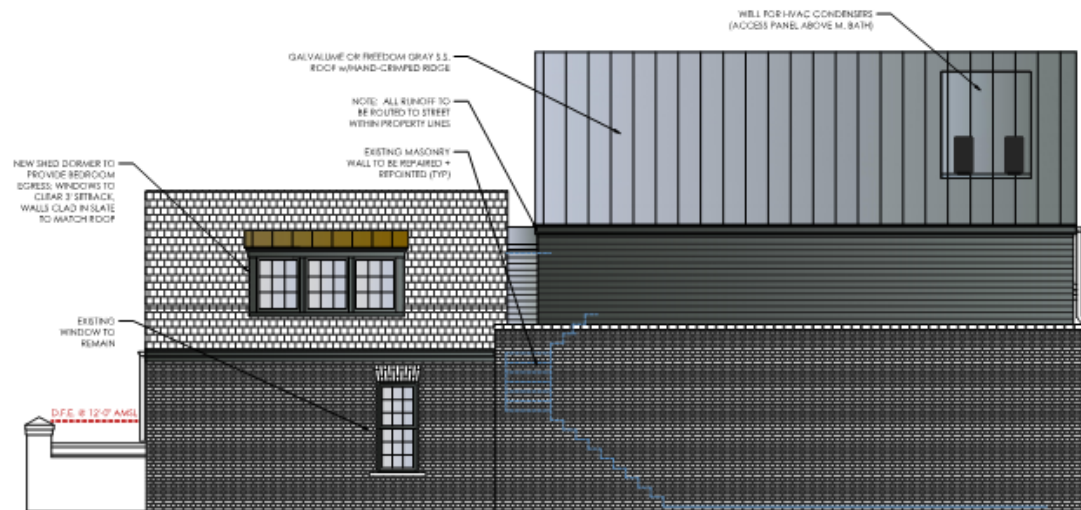 WELL FOR HVAC CONDENSERS
(ACCESS PANEL ABOVE M. BATH)
GALVALUME OR FREEDOM GRAY S.S.
ROOF w/HAND-CRIMPED RIDGE
NOTE: ALL RUNOFF TO
BE ROUTED TO STREET
WITHIN PROPERTY LINES
EXISTING MASONRY
WALL TO BE REPAIRED +
REPOINTED (TYP)
NEW SHED DORMER TO
PROVIDE BEDROOM
EGRESS; WINDOWS TO
CLEAR 3' SETBACK,
WALLS CLAD IN SLATE
TO MATCH ROOF
EXISTING
WINDOW TO
REMAIN
D.F.E. @ 12'-0" AMSL